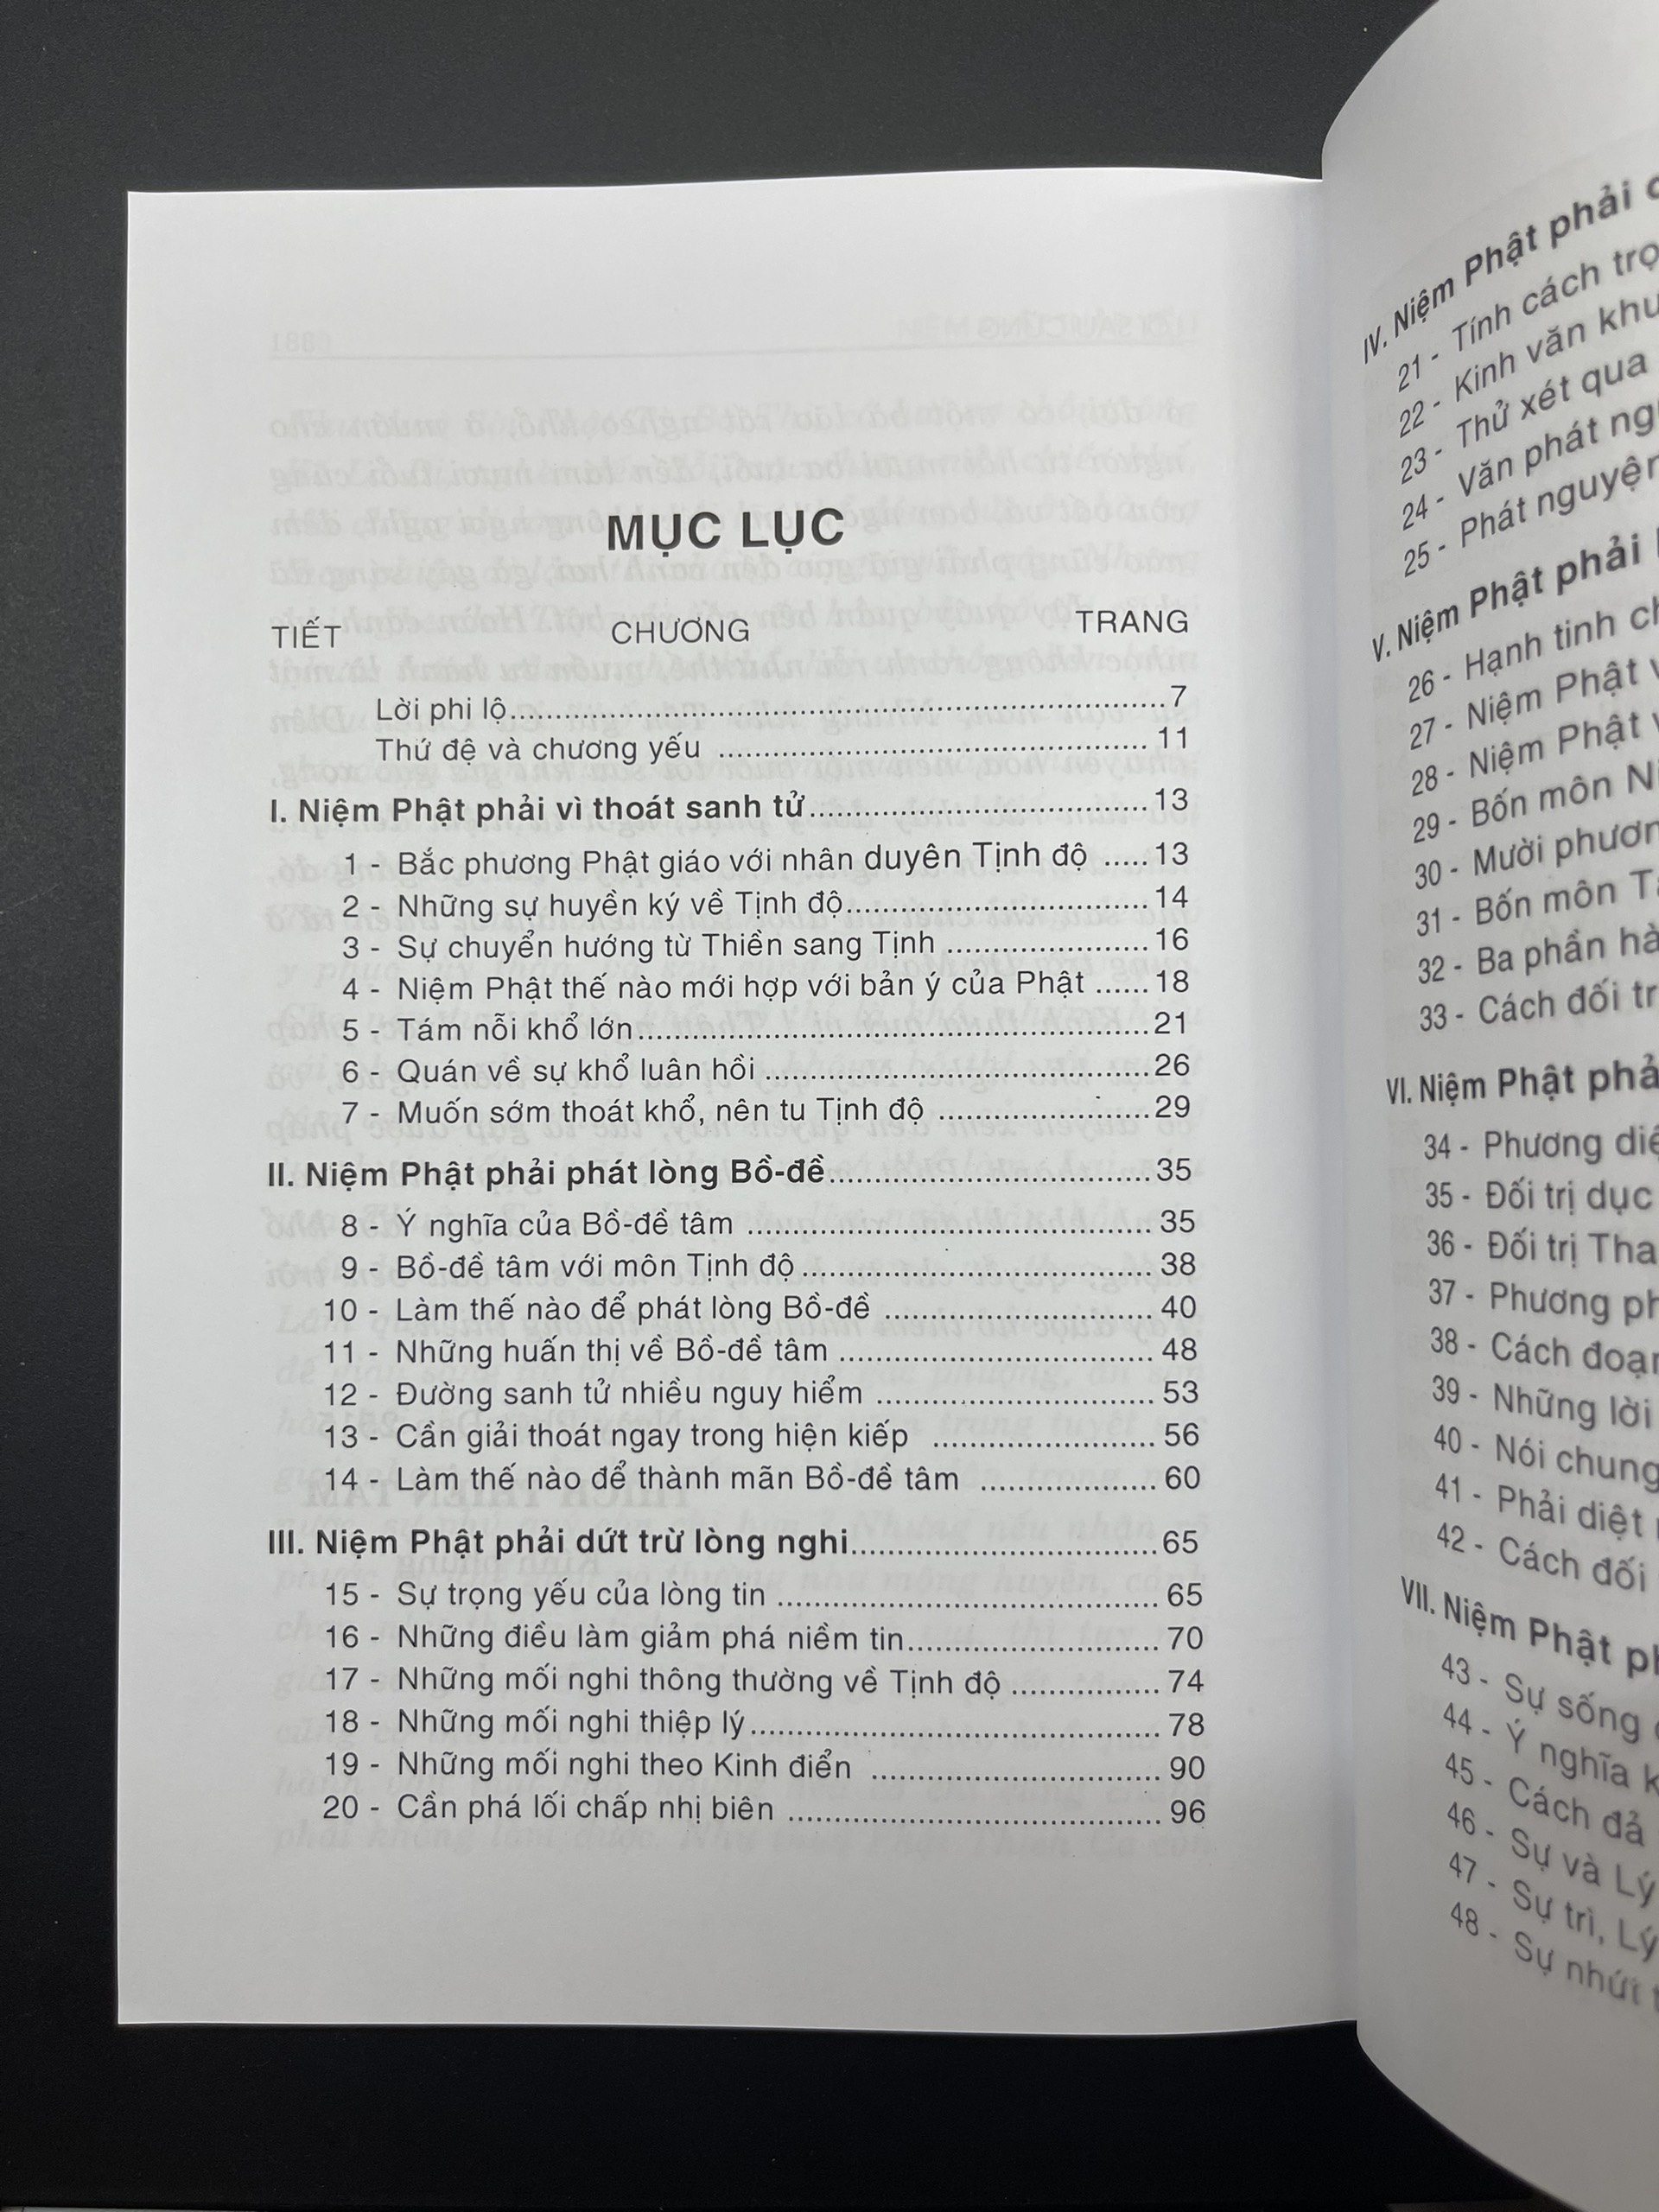 MỤC LỤC
TIẾT CHƯƠNG TRANG
Lời phi lộ..........7
Thứ đệ và chương yếu ..........11
I. Niệm Phật phải vì thoát sanh tử..........13
1 - Bắc phương Phật giáo với nhân duyên Tịnh độ .....13
2 - Những sự huyền ký về Tịnh độ..........14
3 - Sự chuyển hướng từ Thiền sang Tịnh ..........16
4 - Niệm Phật thế nào mới hợp với bản ý của Phật ......18
5 - Tám nỗi khổ lớn..........21
6 - Quán về sự khổ luân hồi ..........26
7 - Muốn sớm thoát khổ, nên tu Tịnh độ ..........29
II. Niệm Phật phải phát lòng Bồ-đề..........35
8 - Ý nghĩa của Bồ-đề tâm ..........35
9 - Bồ-đề tâm với môn Tịnh độ..........38
10 - Làm thế nào để phát lòng Bồ-đề ..........40
11 - Những huấn thị về Bồ-đề tâm ..........48
12 - Đường sanh tử nhiều nguy hiểm ..........53
13 - Cần giải thoát ngay trong hiện kiếp ..........56
14 - Làm thế nào để thành mãn Bồ-đề tâm ..........60
III. Niệm Phật phải dứt trừ lòng nghi..........65
15 - Sự trọng yếu của lòng tin ..........65
16 - Những điều làm giảm phá niềm tin..........70
17 - Những mối nghi thông thường về Tịnh độ ..........74
18 - Những mối nghi thiệp lý..........78
19 - Những mối nghi theo Kinh điển ..........90
20 - Cần phá lối chấp nhị biên ..........96
IV. Niệm Phật phải
21 - Tính cách
22 - Kinh văn
23 - Thử xét qua
24 - Văn phát
25 - Phát nguyện
V. Niệm Phật phải
26 - Hạnh tinh
27 - Niệm Phật
28 - Niệm Phật
29 - Bốn môn
30 - Mười
31 - Bốn môn
32 - Ba phần
33 - Cách đối
VI. Niệm Phật
34 - Phương
35 - Đối trị dục
36 - Đối trị
37 - Phương
38 - Cách
39 - Những lời
40 - Nói chung
41 - Phải diệt
42 - Cách đối
VII. Niệm Phật
43 - Sự sống
44 - Ý nghĩa
45 - Cách đả
46 - Sự và Lý
47 - Sự trì, Lý
48 - Sự nhứt